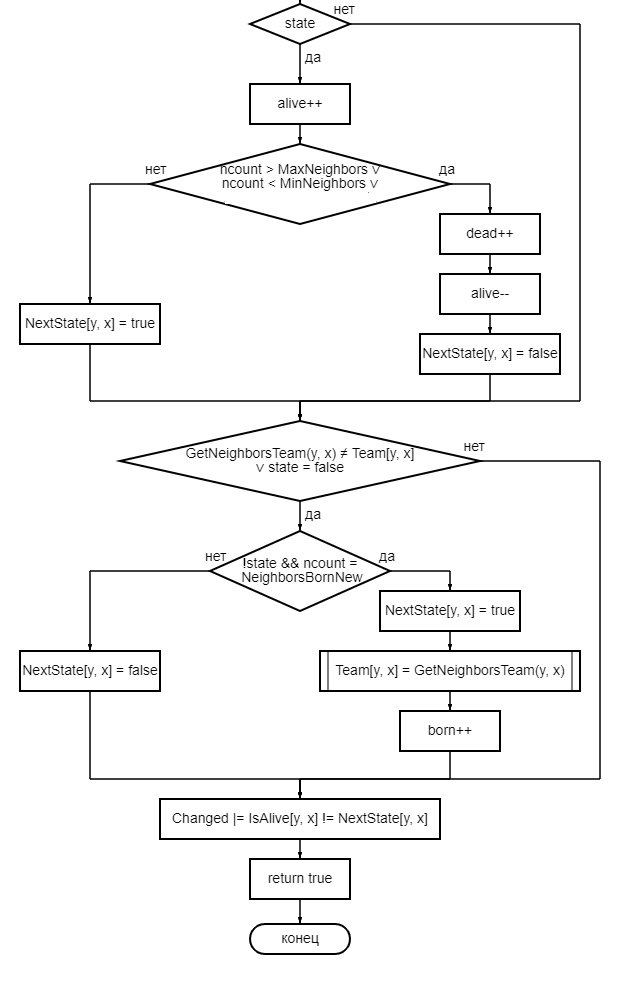 нет
state
да
alive++
нет
ncount > MaxNeighbors ∨
да
ncount < MinNeighbors ∨
dead++
alive--
NextState[y, x] = true
NextState[y, x] = false
нет
GetNeighborsTeam(y, x) ≠ Team[y, x]
∨ state = false
да
нет
!state && ncount =
да
NeighborsBornNew
NextState[y, x] = true
NextState[y, x] = false
Team[y, x] = GetNeighborsTeam(y, x)
born++
Changed |= IsAlive[y, x] != NextState[y, x]
return true
конец